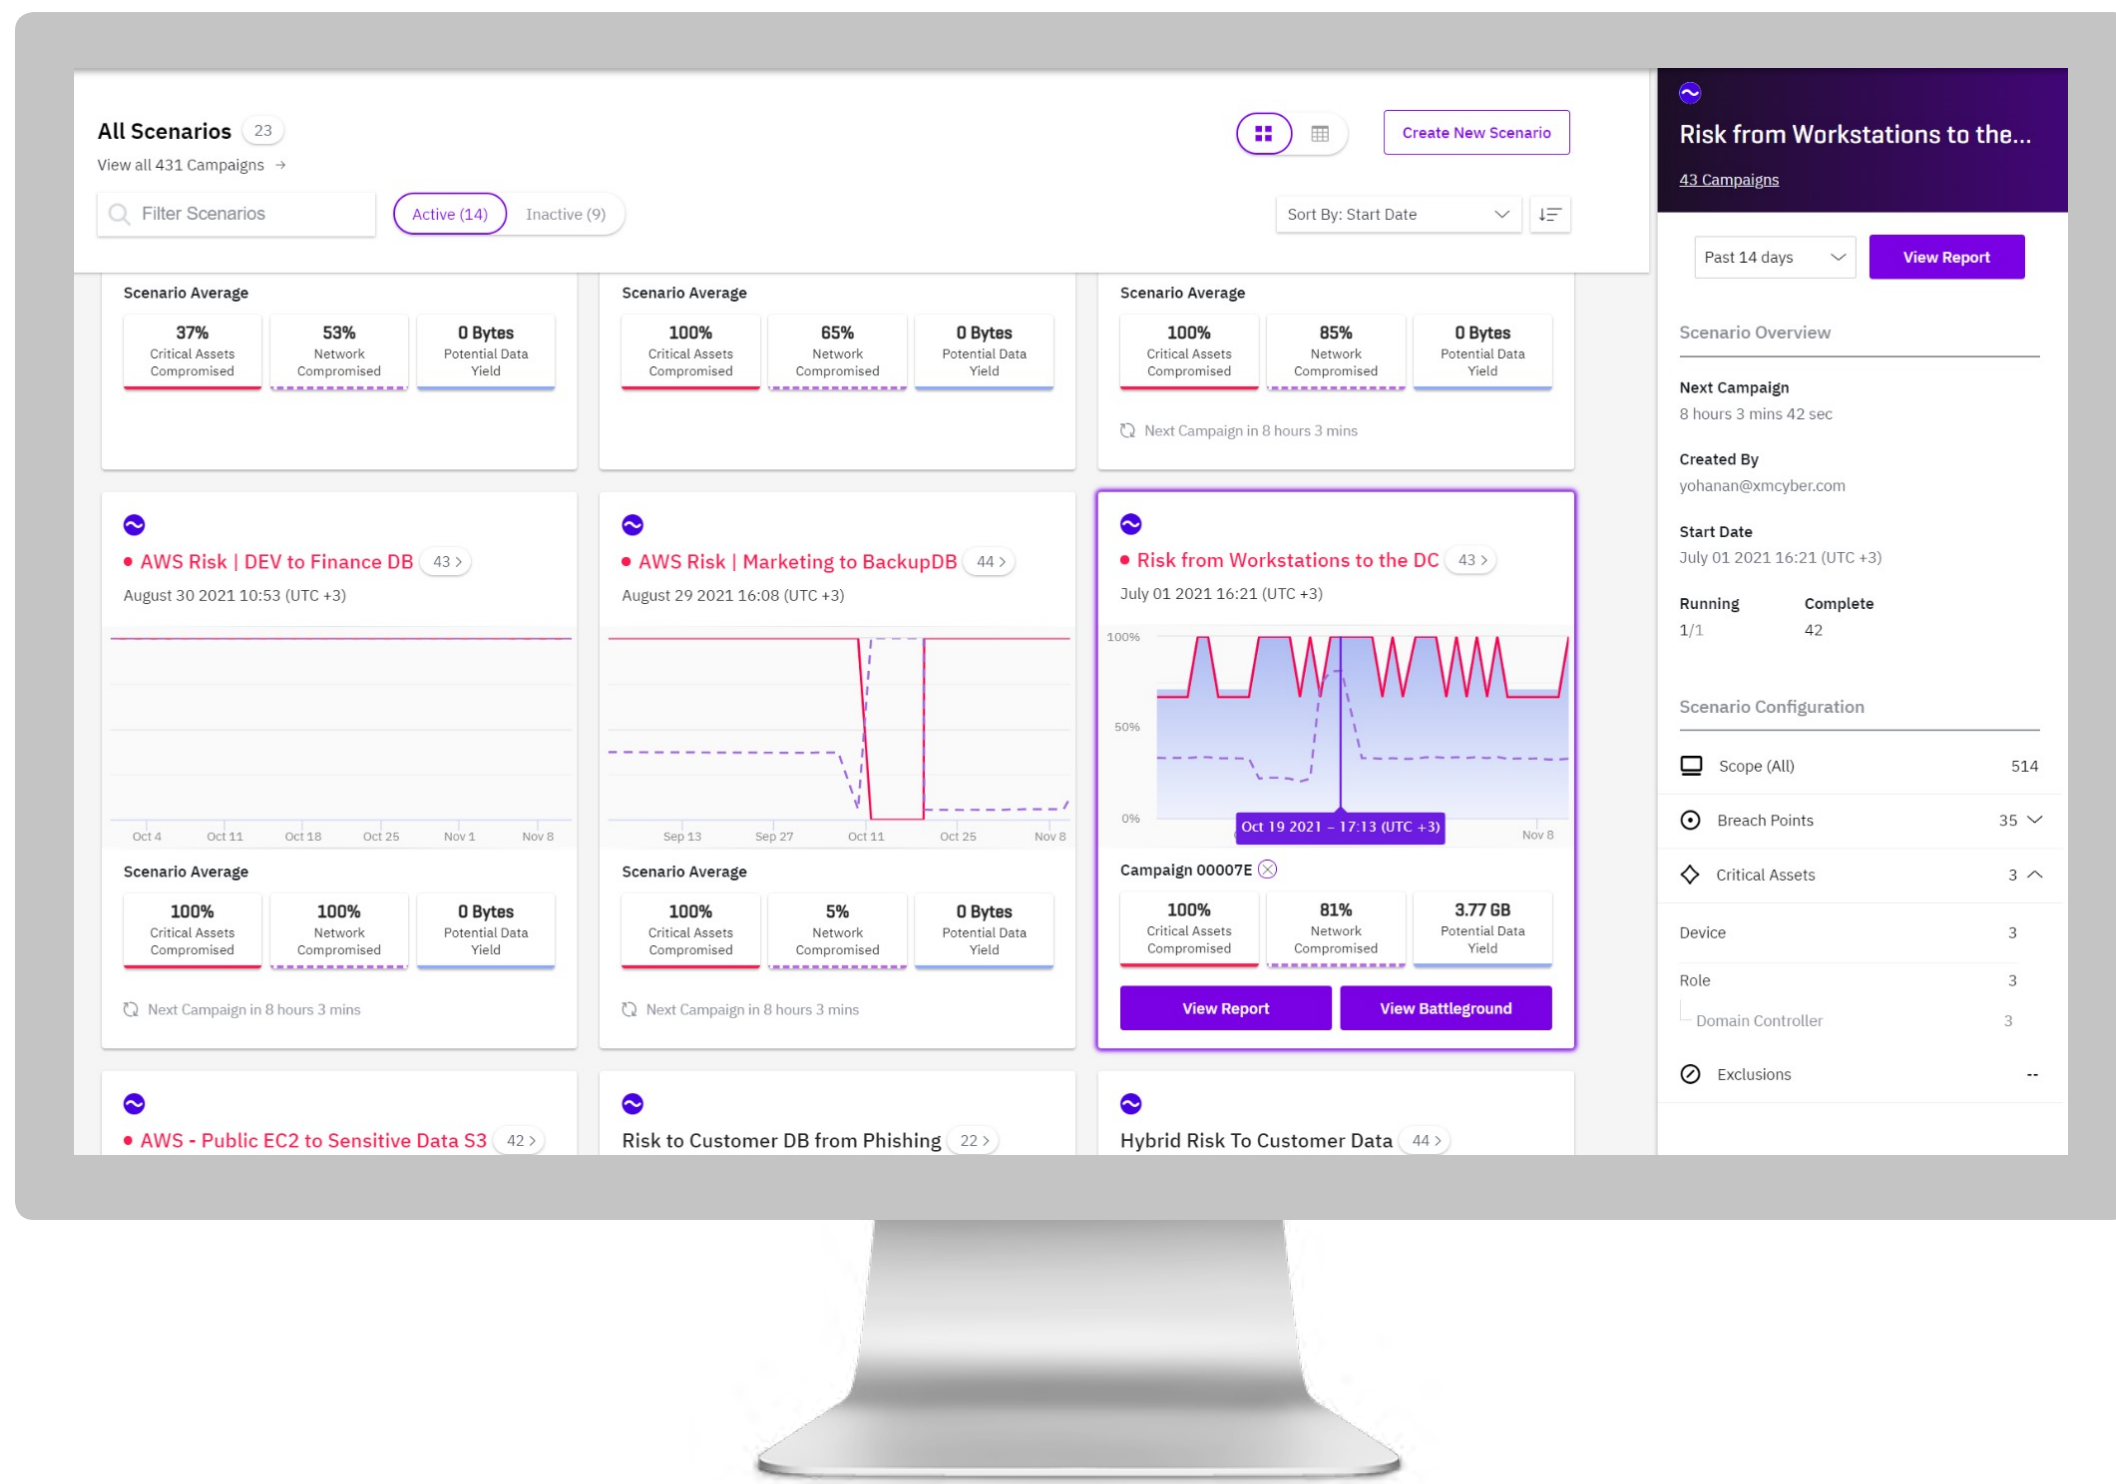 All Scenarios 23
View all 431 Campaigns →
Create New Scenario
Filter Scenarios
Active (14) Inactive (9)
Sort By: Start Date
Scenario Average
37%
Critical Assets
Compromised
53%
Network
Compromised
0 Bytes
Potential Data
Yield
Scenario Average
100%
Critical Assets
Compromised
65%
Network
Compromised
0 Bytes
Potential Data
Yield
Scenario Average
100%
Critical Assets
Compromised
85%
Network
Compromised
0 Bytes
Potential Data
Yield
Next Campaign in 8 hours 3 mins
• AWS Risk | DEV to Finance DB 43 >
August 30 2021 10:53 (UTC +3)
Oct 4 Oct 11 Oct 18 Oct 25 Nov 1 Nov 8
Scenario Average
100%
Critical Assets
Compromised
100%
Network
Compromised
0 Bytes
Potential Data
Yield
Next Campaign in 8 hours 3 mins
• AWS Risk | Marketing to BackupDB 44 >
August 29 2021 16:08 (UTC +3)
Sep 13 Sep 27 Oct 11 Oct 25 Nov 8
Scenario Average
100%
Critical Assets
Compromised
5%
Network
Compromised
0 Bytes
Potential Data
Yield
Next Campaign in 8 hours 3 mins
• Risk from Workstations to the DC 43 >
July 01 2021 16:21 (UTC +3)
100%
50%
0%
Oct 19 2021 – 17:13 (UTC +3)
Nov 8
Campaign 00007E
100%
Critical Assets
Compromised
81%
Network
Compromised
3.77 GB
Potential Data
Yield
View Report
View Battleground
• AWS - Public EC2 to Sensitive Data S3 42 >
Risk to Customer DB from Phishing 22 >
Hybrid Risk To Customer Data 44 >
Risk from Workstations to the...
43 Campaigns
Past 14 days
View Report
Scenario Overview
Next Campaign
8 hours 3 mins 42 sec
Created By
yohanan@xmcyber.com
Start Date
July 01 2021 16:21 (UTC +3)
Running Complete
1/1 42
Scenario Configuration
Scope (All) 514
Breach Points 35
Critical Assets 3
Device 3
Role 3
Domain Controller 3
Exclusions --